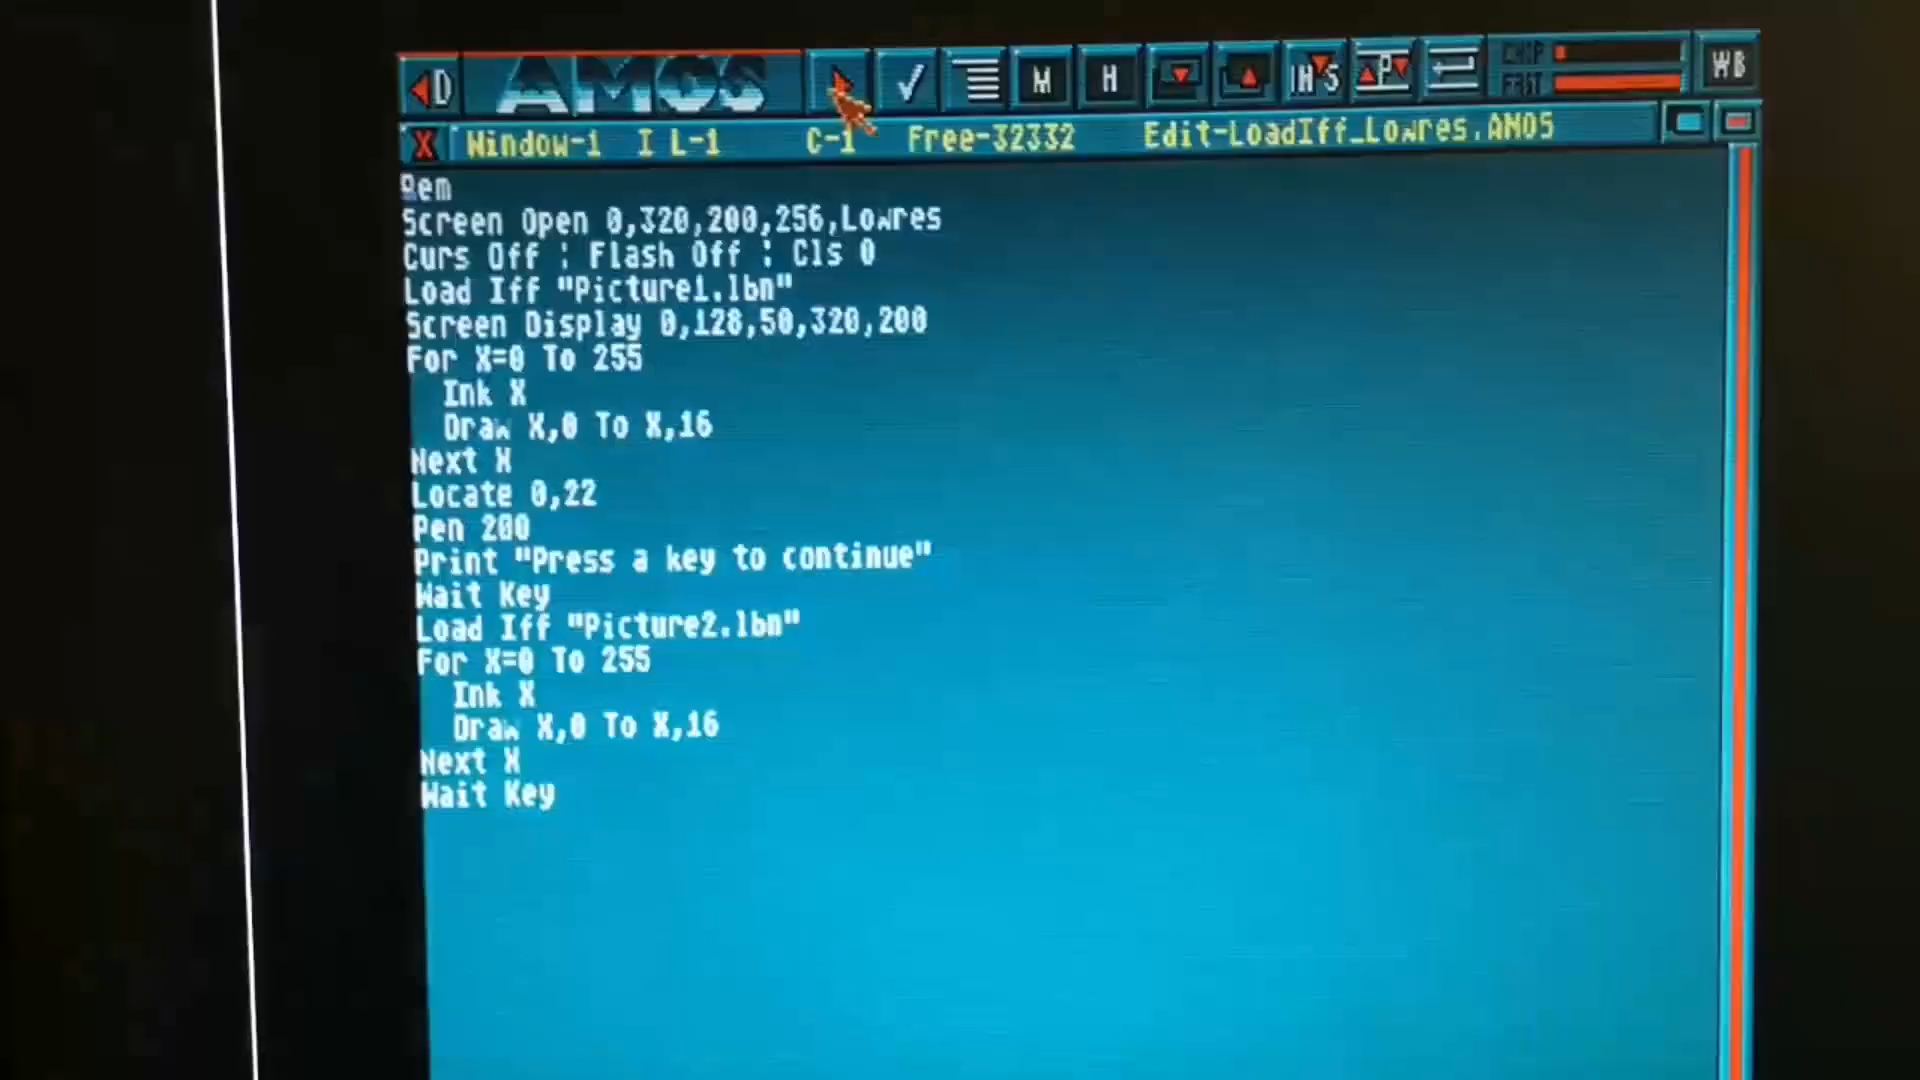 D AMOS M H INS P CHIP FAST WB
X Window-1 I L-1 C-1 Free-32332 Edit-LoadIff_Lowres.AMOS
Rem
Screen Open 0,320,200,256,Lowres
Curs Off : Flash Off : Cls 0
Load Iff "Picture1.lbm"
Screen Display 0,128,50,320,200
For X=0 To 255
Ink X
Draw X,0 To X,16
Next X
Locate 0,22
Pen 200
Print "Press a key to continue"
Wait Key
Load Iff "Picture2.lbm"
For X=0 To 255
Ink X
Draw X,0 To X,16
Next X
Wait Key